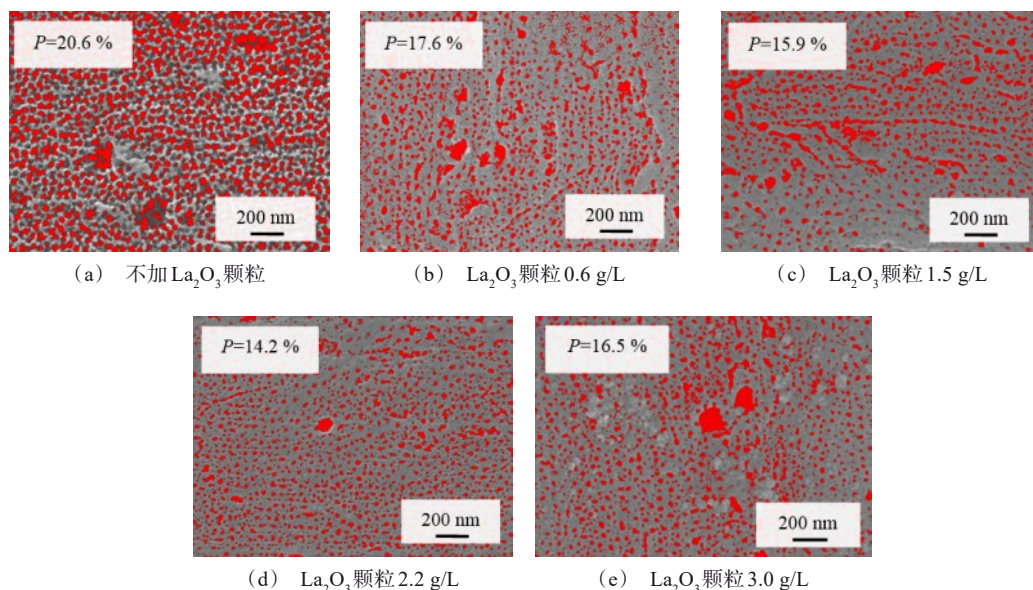 P=20.6 %
200 nm
(a) 不加La₂O₃颗粒
P=17.6 %
200 nm
(b) La₂O₃颗粒0.6 g/L
P=15.9 %
200 nm
(c) La₂O₃颗粒1.5 g/L
P=14.2 %
200 nm
(d) La₂O₃颗粒2.2 g/L
P=16.5 %
200 nm
(e) La₂O₃颗粒3.0 g/L